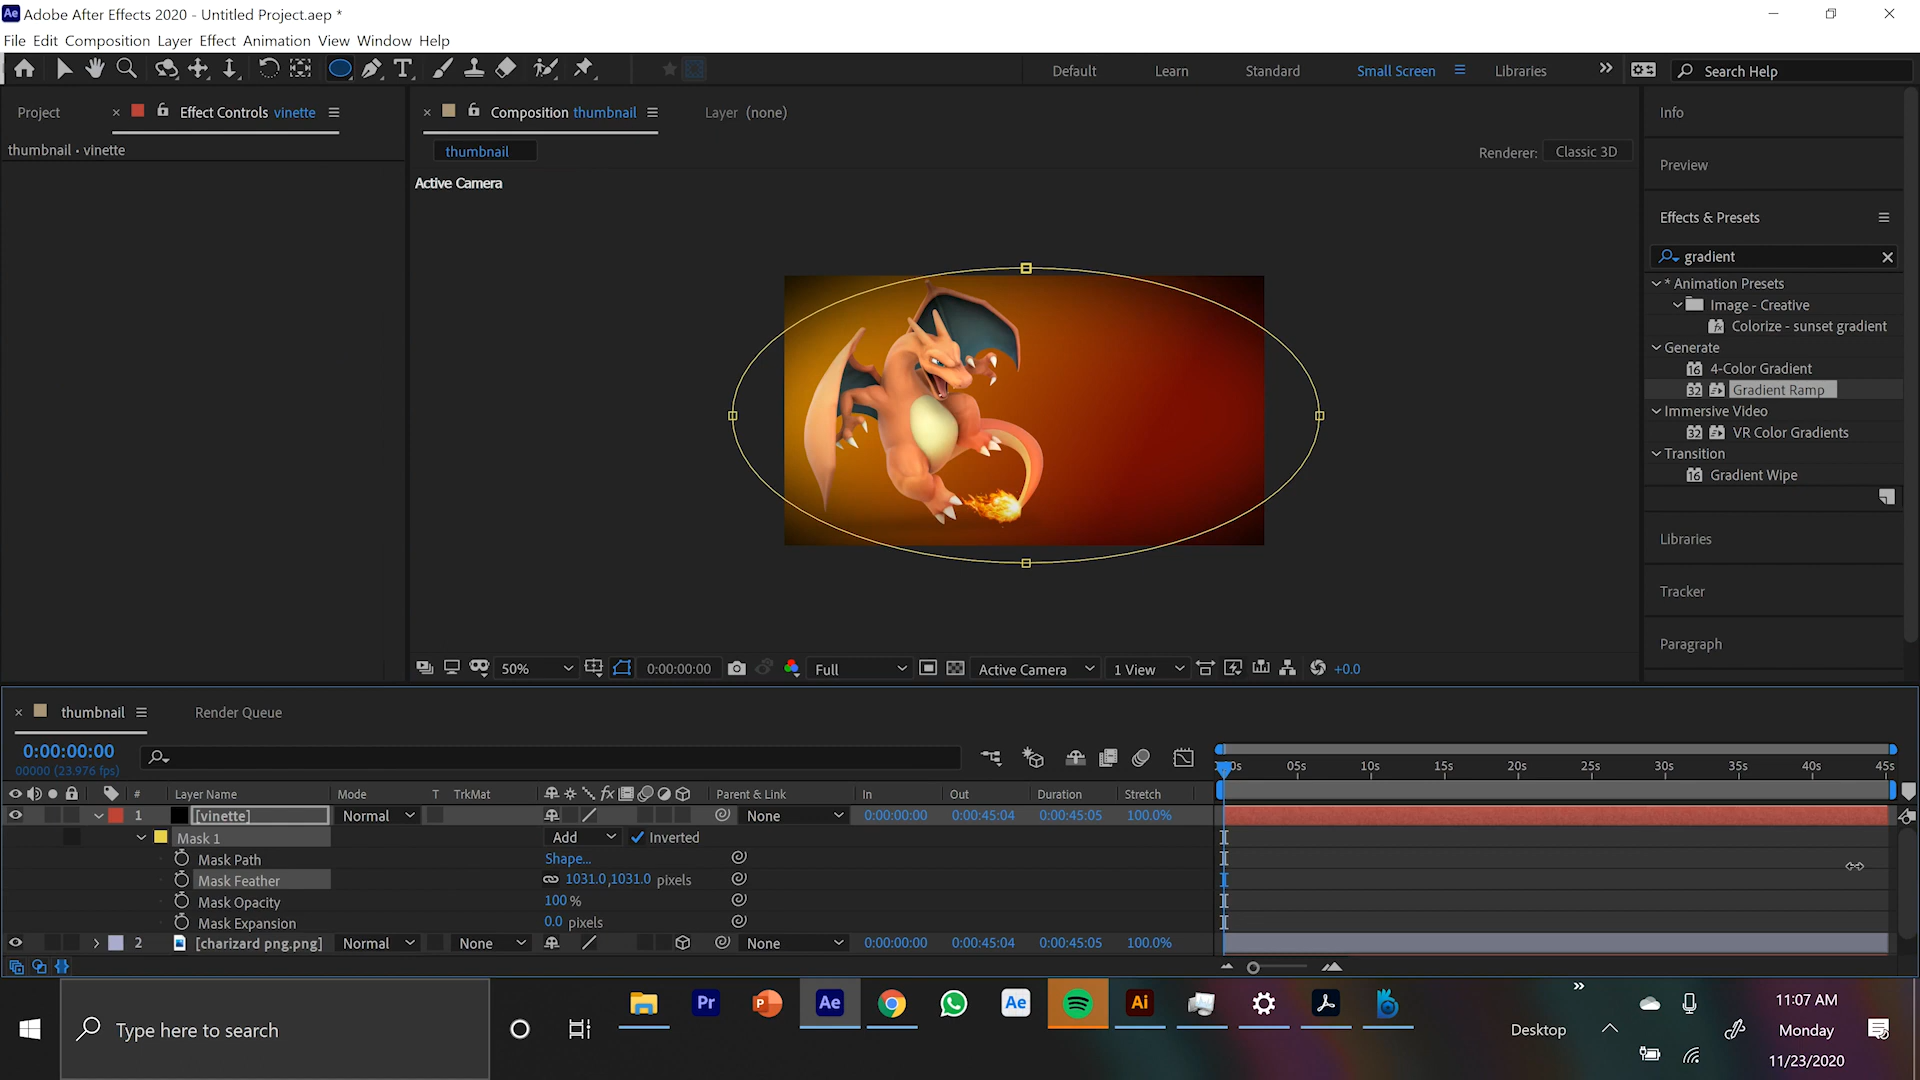 Adobe After Effects 2020 - Untitled Project.aep *
File Edit Composition Layer Effect Animation View Window Help
Default Learn Standard Small Screen Libraries Search Help
Project Effect Controls vinette Composition thumbnail Layer (none) Info
thumbnail • vinette thumbnail Renderer: Classic 3D
Active Camera
Preview
Effects & Presets
gradient
* Animation Presets
Image - Creative
Colorize - sunset gradient
Generate
16 4-Color Gradient
32 Gradient Ramp
Immersive Video
32 VR Color Gradients
Transition
16 Gradient Wipe
Libraries
Tracker
Paragraph
50% 0:00:00:00 Full Active Camera 1 View +0.0
thumbnail Render Queue
0:00:00:00
00000 (23.976 fps)
05s 10s 15s 20s 25s 30s 35s 40s 45s
# Layer Name Mode T TrkMat fx Parent & Link In Out Duration Stretch
1 [vinette] Normal None 0:00:00:00 0:00:45:04 0:00:45:05 100.0%
Mask 1 Add Inverted
Mask Path Shape...
Mask Feather 1031.0,1031.0 pixels
Mask Opacity 100 %
Mask Expansion 0.0 pixels
2 [charizard png.png] Normal None None 0:00:00:00 0:00:45:04 0:00:45:05 100.0%
Type here to search
Pr Ae Ae Ai
Desktop
11:07 AM
Monday
11/23/2020